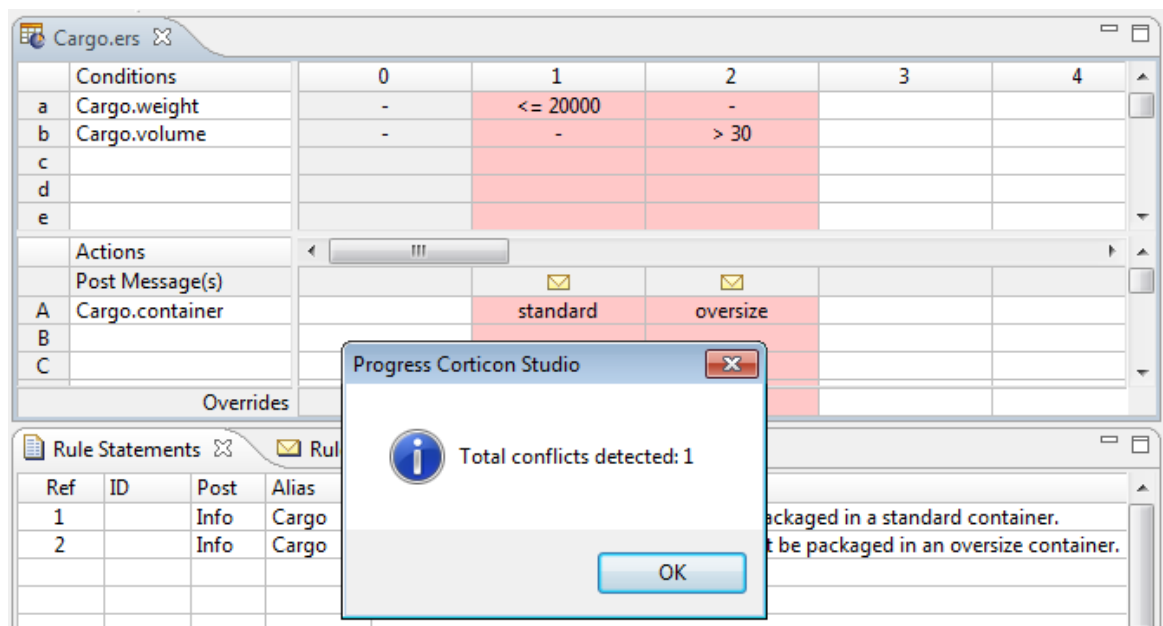 Cargo.ers
Conditions 0 1 2 3 4
a Cargo.weight - <= 20000 -
b Cargo.volume - - > 30
c
d
e
Actions
Post Message(s)
A Cargo.container standard oversize
B
C
Overrides
Progress Corticon Studio
Total conflicts detected: 1
OK
Rule Statements
Ref ID Post Alias
1 Info Cargo in a standard container.
2 Info Cargo be packaged in an oversize container.